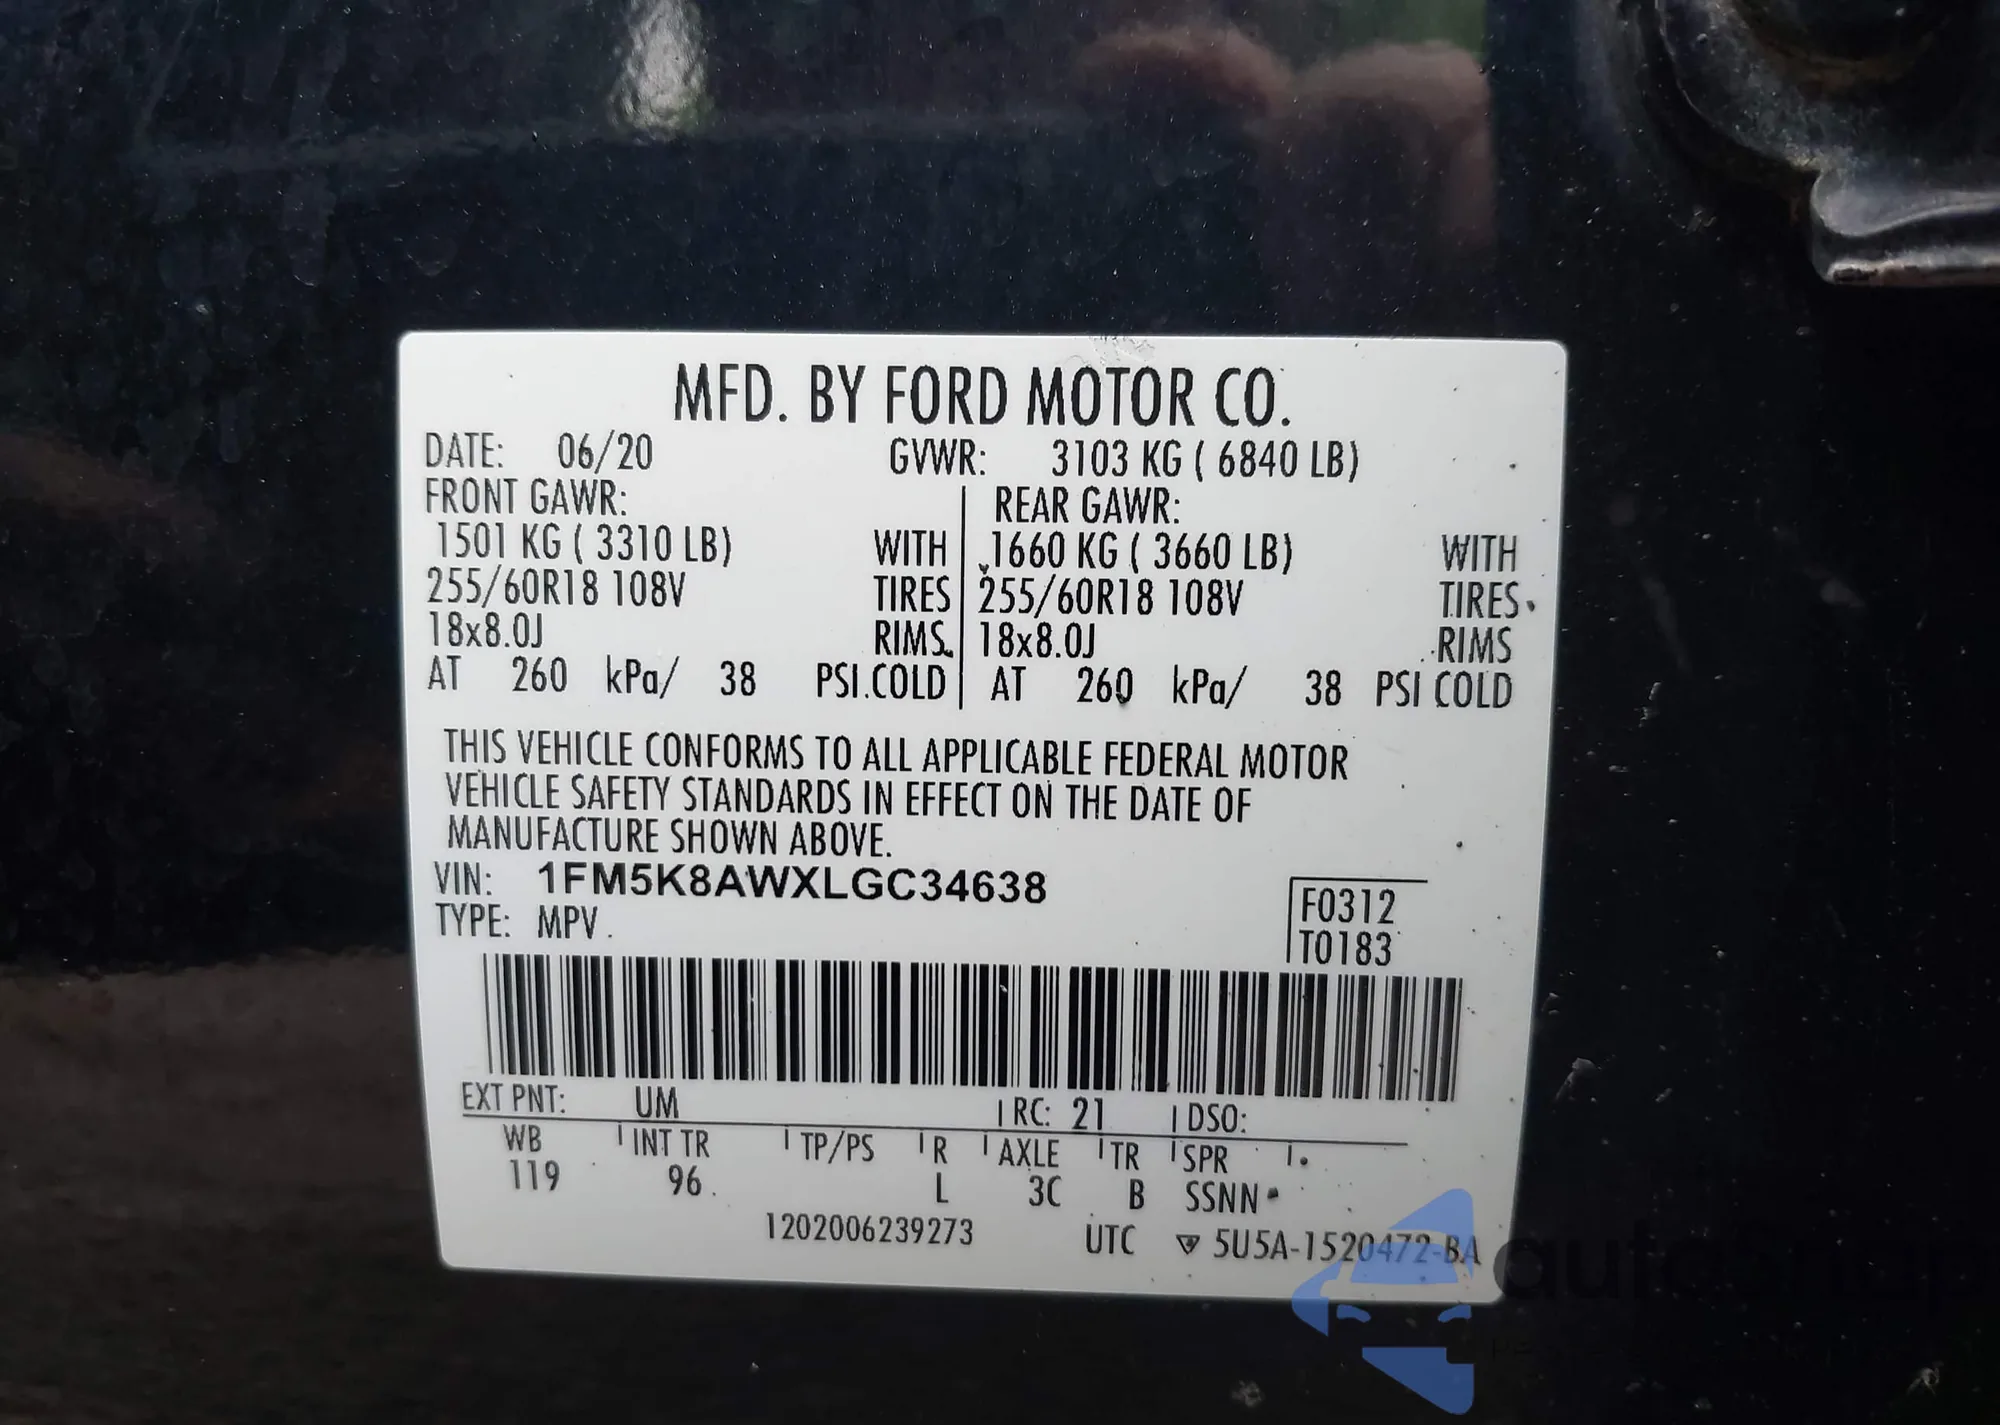 MFD. BY FORD MOTOR CO.
DATE: 06/20 GVWR: 3103 KG ( 6840 LB)
FRONT GAWR: REAR GAWR:
1501 KG ( 3310 LB) WITH 1660 KG ( 3660 LB) WITH
255/60R18 108V TIRES 255/60R18 108V TIRES
18x8.0J RIMS 18x8.0J RIMS
AT 260 kPa/ 38 PSI COLD AT 260 kPa/ 38 PSI COLD
THIS VEHICLE CONFORMS TO ALL APPLICABLE FEDERAL MOTOR
VEHICLE SAFETY STANDARDS IN EFFECT ON THE DATE OF
MANUFACTURE SHOWN ABOVE.
VIN: 1FM5K8AWXLGC34638
TYPE: MPV
F0312
T0183
EXT PNT: UM RC: 21 DSO:
WB INT TR TP/PS R AXLE TR SPR
119 96 L 3C B SSNN
1202006239273 UTC 5U5A-1520472-BA